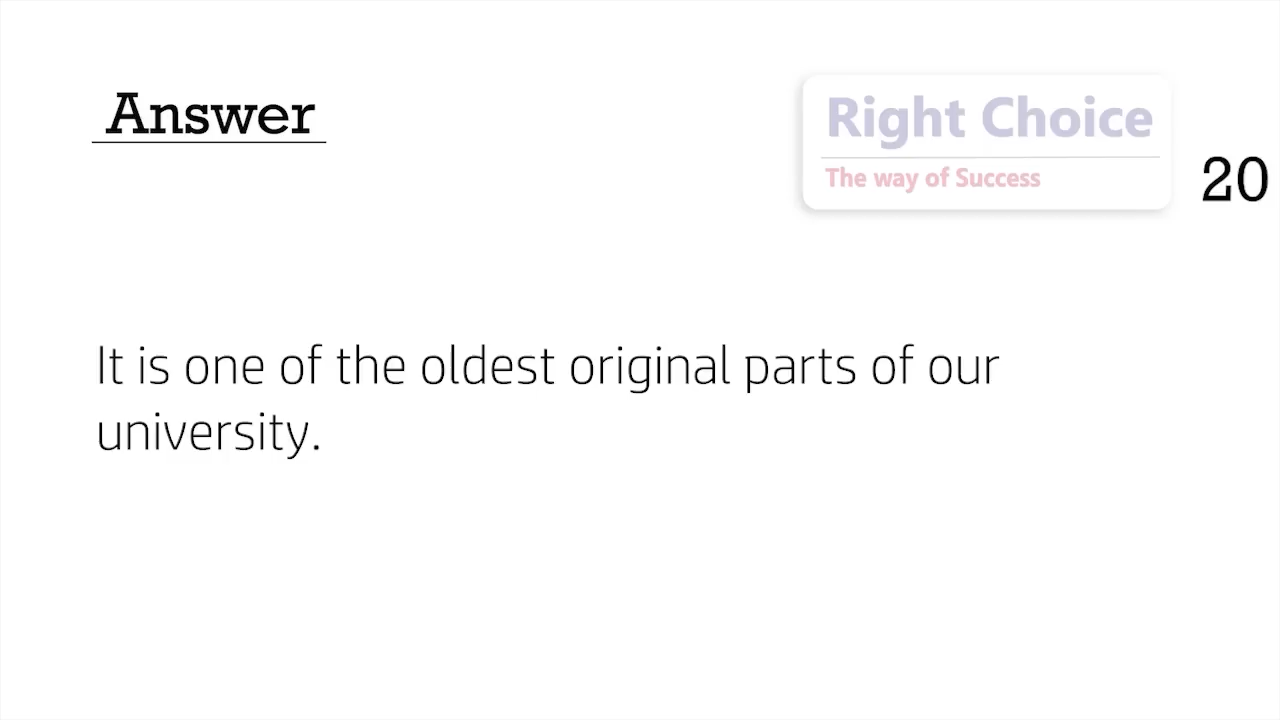 Answer
Right Choice
The way of Success
20
It is one of the oldest original parts of our
university.